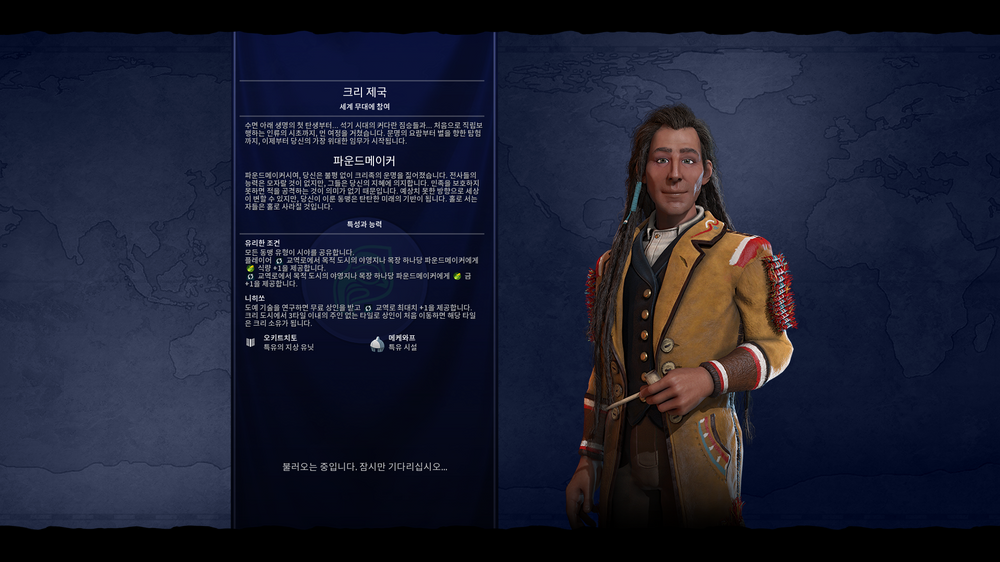 크리 제국
세계 무대에 참여
수면 아래 생명의 첫 탄생부터... 석기 시대의 커다란 짐승들과... 처음으로 직립보
행하는 인류의 시초까지, 먼 여정을 거쳤습니다. 문명의 요람부터 별을 향한 탐험
까지, 이제부터 당신의 가장 위대한 임무가 시작됩니다.
파운드메이커
파운드메이커시여, 당신은 불평 없이 크리족의 운명을 짊어졌습니다. 전사들의
능력은 모자랄 것이 없지만, 그들은 당신의 지혜에 의지합니다. 민족을 보호하지
못하면 적을 공격하는 것이 의미가 없기 때문입니다. 예상치 못한 방향으로 세상
이 변할 수 있지만, 당신이 이룬 동맹은 탄탄한 미래의 기반이 됩니다. 홀로 서는
자들은 홀로 사라질 것입니다.
특성과 능력
유리한 조건
모든 동맹 유형이 시야를 공유합니다.
플레이어 교역로에서 목적 도시의 야영지나 목장 하나당 파운드메이커에게
식량 +1을 제공합니다.
교역로에서 목적 도시의 야영지나 목장 하나당 파운드메이커에게 금
+1을 제공합니다.
니히쏘
도예 기술을 연구하면 무료 상인을 받고 교역로 최대치 +1을 제공합니다.
크리 도시에서 3타일 이내의 주인 없는 타일로 상인이 처음 이동하면 해당 타일
은 크리 소유가 됩니다.
오키트치토
특유의 지상 유닛
메케와프
특유 시설
불러오는 중입니다. 잠시만 기다리십시오...